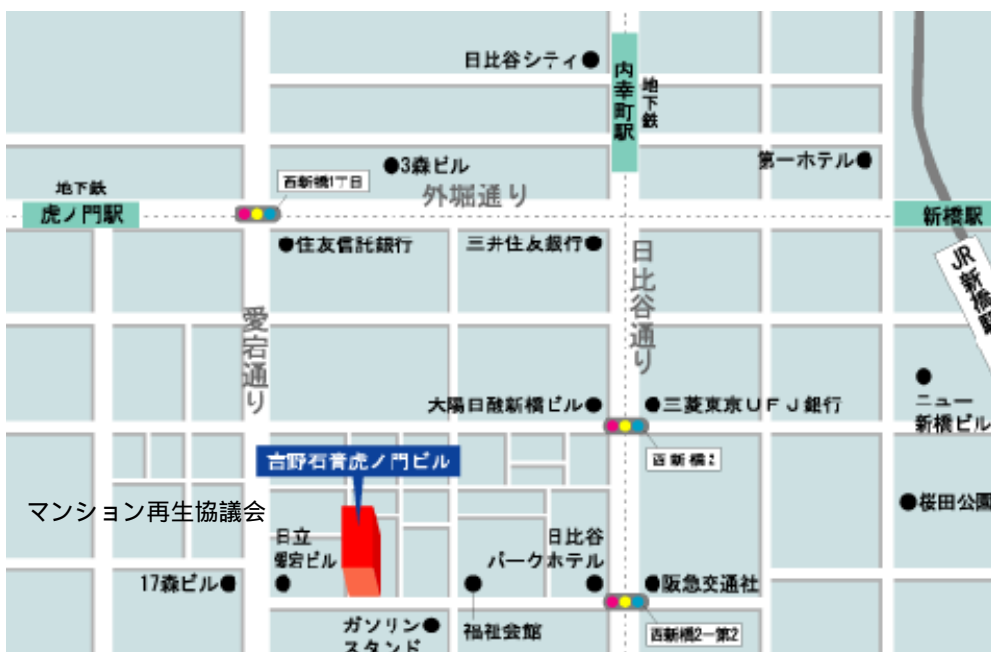 日比谷シティ
内幸町駅
地下鉄
3森ビル
第一ホテル
西新橋1丁目
外堀通り
地下鉄
虎ノ門駅
新橋駅
住友信託銀行
三井住友銀行
日比谷通り
JR新橋駅
愛宕通り
大陽日酸新橋ビル
三菱東京UFJ銀行
ニュー
新橋ビル
吉野石膏虎ノ門ビル
西新橋2
マンション再生協議会
桜田公園
日立
愛宕ビル
日比谷
パークホテル
17森ビル
阪急交通社
ガソリン
スタンド
福祉会館
西新橋2-第2